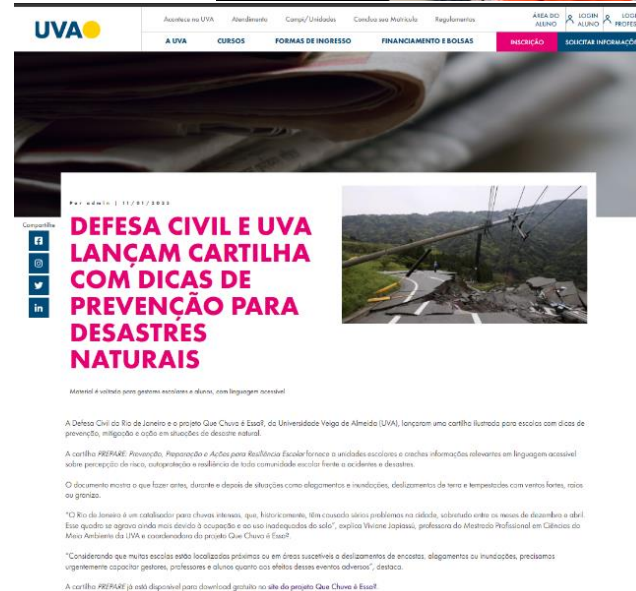 UVA
Acontece na UVA Atendimento Campi/Unidades Conclua sua Matrícula Regulamentos
ÁREA DO ALUNO
LOGIN ALUNO
PROFES
A UVA CURSOS FORMAS DE INGRESSO FINANCIAMENTO E BOLSAS INSCRIÇÃO SOLICITAR INFORMAÇÕ
Por admin | 11/01/
Compartilhe
DEFESA CIVIL E UVA
LANÇAM CARTILHA
COM DICAS DE
PREVENÇÃO PARA
DESASTRES
NATURAIS
Material é voltado para gestores escolares e alunos, com linguagem acessível
A Defesa Civil do Rio de Janeiro e o projeto Que Chuva é Essa?, da Universidade Veiga de Almeida (UVA), lançaram uma cartilha ilustrada para escolas com dicas de
prevenção, mitigação e ação em situações de desastre natural.
A cartilha PREPARE: Prevenção, Preparação e Ações para Resiliência Escolar fornece a unidades escolares e creches informações relevantes em linguagem acessível
sobre percepção de risco, autoproteção e resiliência de toda comunidade escolar frente a acidentes e desastres.
O documento mostra o que fazer antes, durante e depois de situações como alagamentos e inundações, deslizamentos de terra e tempestades com ventos fortes, raios
ou granizo.
"O Rio de Janeiro é um catalisador para chuvas intensas, que, historicamente, têm causado sérios problemas na cidade, sobretudo entre os meses de dezembro e abril.
Esse quadro se agrava ainda mais devido à ocupação e ao uso inadequados do solo", explica Viviane Japiassú, professora do Mestrado Profissional em Ciências do
Meio Ambiente da UVA e coordenadora do projeto Que Chuva é Essa?.
"Considerando que muitas escolas estão localizadas próximas ou em áreas suscetíveis a deslizamentos de encostas, alagamentos ou inundações, precisamos
urgentemente capacitar gestores, professores e alunos quanto aos efeitos desses eventos adversos", destaca.
A cartilha PREPARE já está disponível para download gratuito no site do projeto Que Chuva é Essa?.